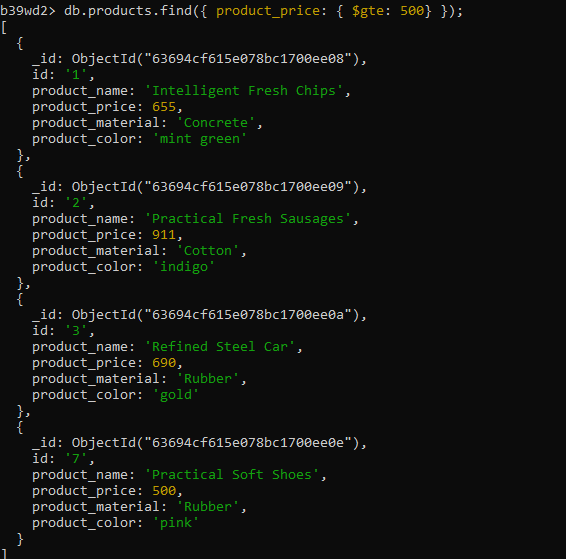 b39wd2> db.products.find({ product_price: { $gte: 500} });
[
  {
    _id: ObjectId("63694cf615e078bc1700ee08"),
    id: '1',
    product_name: 'Intelligent Fresh Chips',
    product_price: 655,
    product_material: 'Concrete',
    product_color: 'mint green'
  },
  {
    _id: ObjectId("63694cf615e078bc1700ee09"),
    id: '2',
    product_name: 'Practical Fresh Sausages',
    product_price: 911,
    product_material: 'Cotton',
    product_color: 'indigo'
  },
  {
    _id: ObjectId("63694cf615e078bc1700ee0a"),
    id: '3',
    product_name: 'Refined Steel Car',
    product_price: 690,
    product_material: 'Rubber',
    product_color: 'gold'
  },
  {
    _id: ObjectId("63694cf615e078bc1700ee0e"),
    id: '7',
    product_name: 'Practical Soft Shoes',
    product_price: 500,
    product_material: 'Rubber',
    product_color: 'pink'
  }
]